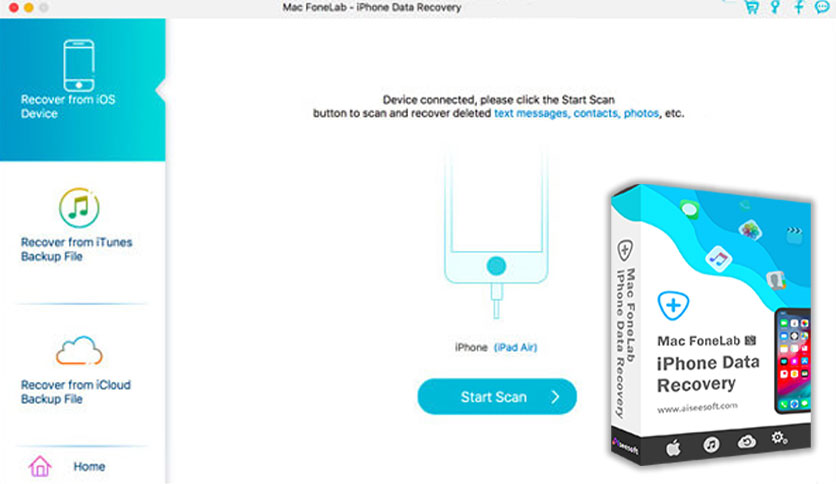 Mac FoneLab - iPhone Data Recovery
Recover from iOS
Device
Recover from iTunes
Backup File
Recover from iCloud
Backup File
Home
Device connected, please click the Start Scan
button to scan and recover deleted text messages, contacts, photos, etc.
iPhone (iPad Air)
Start Scan
Mac FoneLab
iPhone Data Recovery
Aiseesoft
Mac FoneLab
iPhone Data
Recovery
www.aiseesoft.com